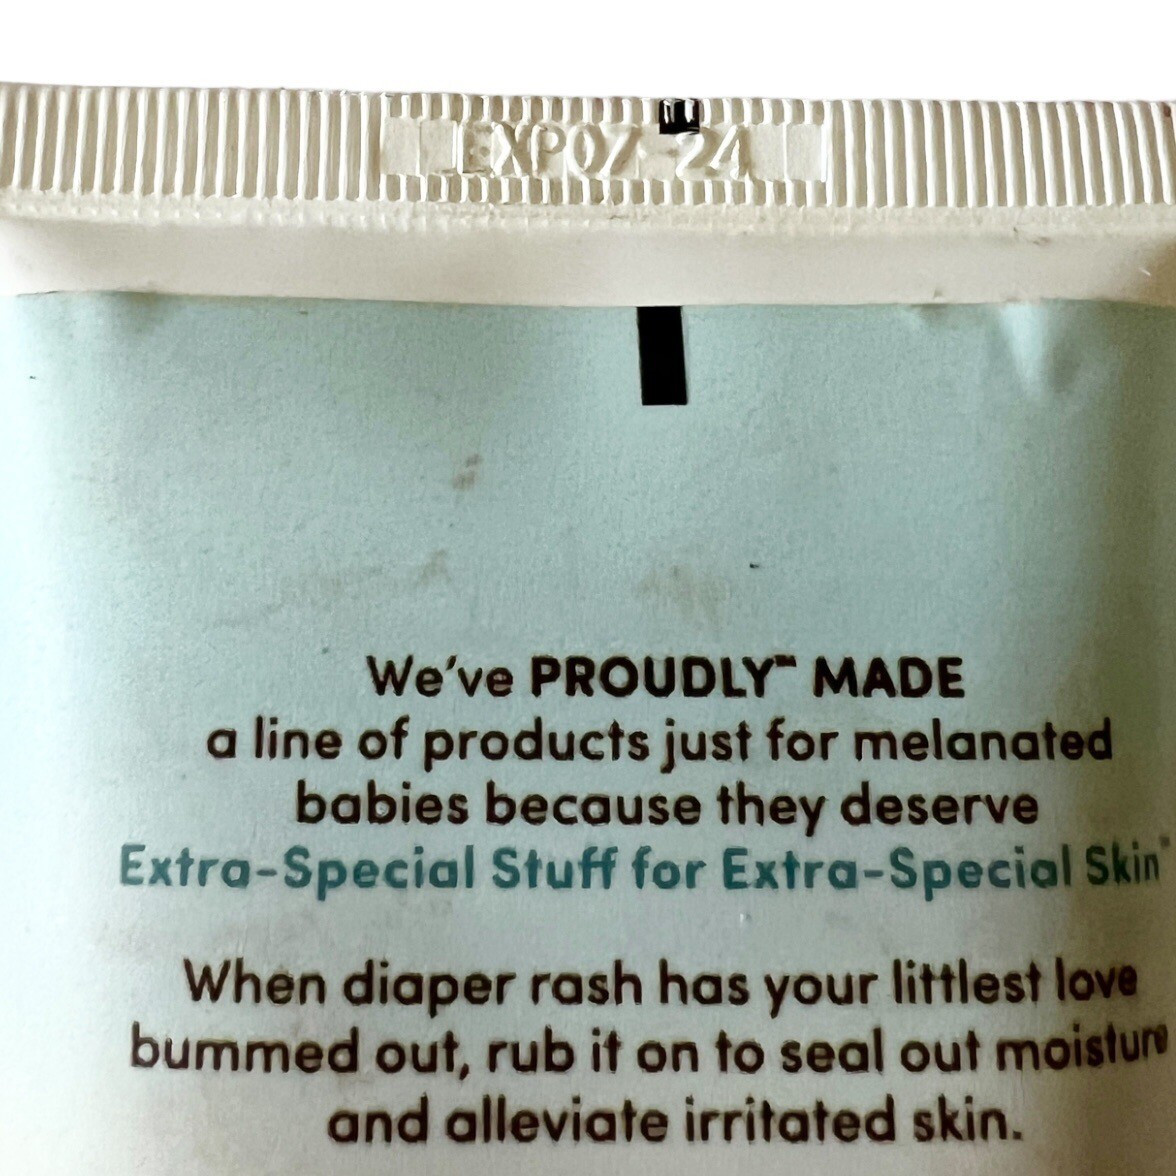 EXP07 24
We've PROUDLY™ MADE
a line of products just for melanated
babies because they deserve
Extra-Special Stuff for Extra-Special Skin™
When diaper rash has your littlest love
bummed out, rub it on to seal out moisture
and alleviate irritated skin.